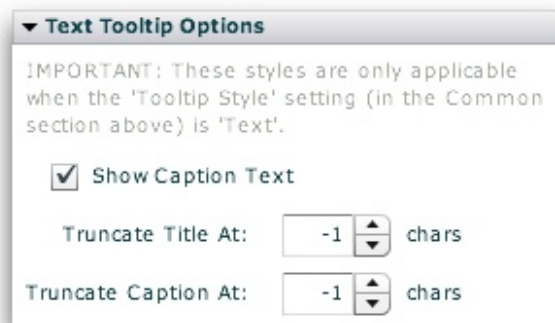 Text Tooltip Options
IMPORTANT: These styles are only applicable
when the 'Tooltip Style' setting (in the Common
section above) is 'Text'.
Show Caption Text
Truncate Title At: -1 chars
Truncate Caption At: -1 chars